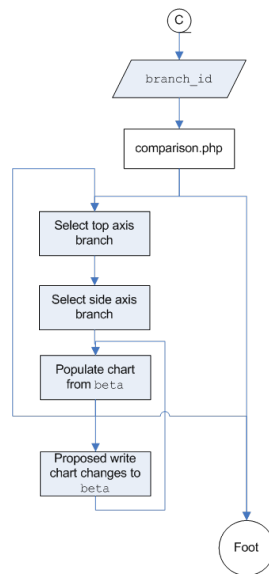 C
branch_id
comparison.php
Select top axis
branch
Select side axis
branch
Populate chart
from beta
Proposed write
chart changes to
beta
Foot